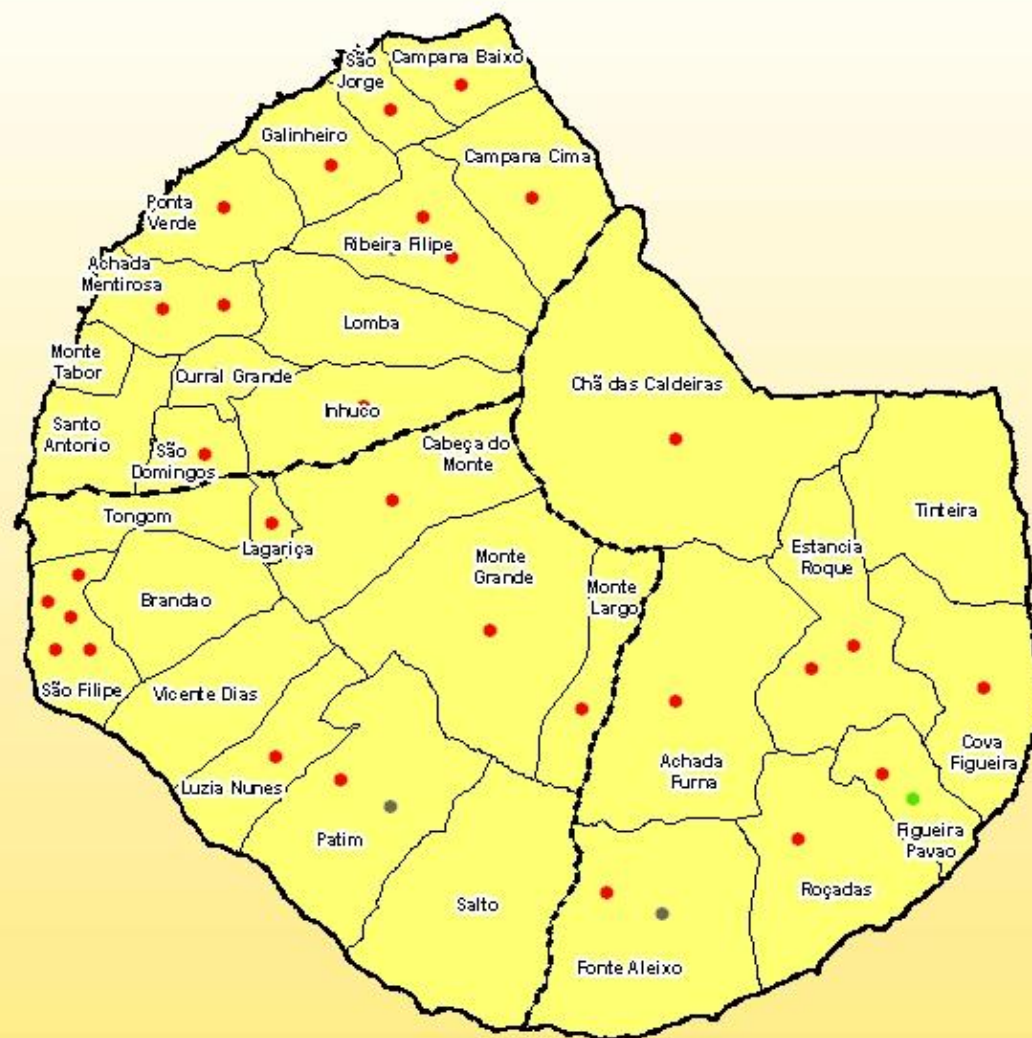 São
Jorge
Campana Baixo
Galinheiro
Campana Cima
Ponta
Verde
Ribeira Filipe
Achada
Mentirosa
Lomba
Monte
Tabor
Curral Grande
Chã das Caldeiras
Inhuco
Santo
Antonio
São
Domingos
Cabeça do
Monte
Tongom
Lagariça
Tinteira
Estancia
Roque
Monte
Grande
Monte
Largo
Brandao
São Filipe
Vicente Dias
Cova
Figueira
Achada
Furna
Luzia Nunes
Patim
Figueira
Pavao
Roçadas
Salto
Fonte Aleixo